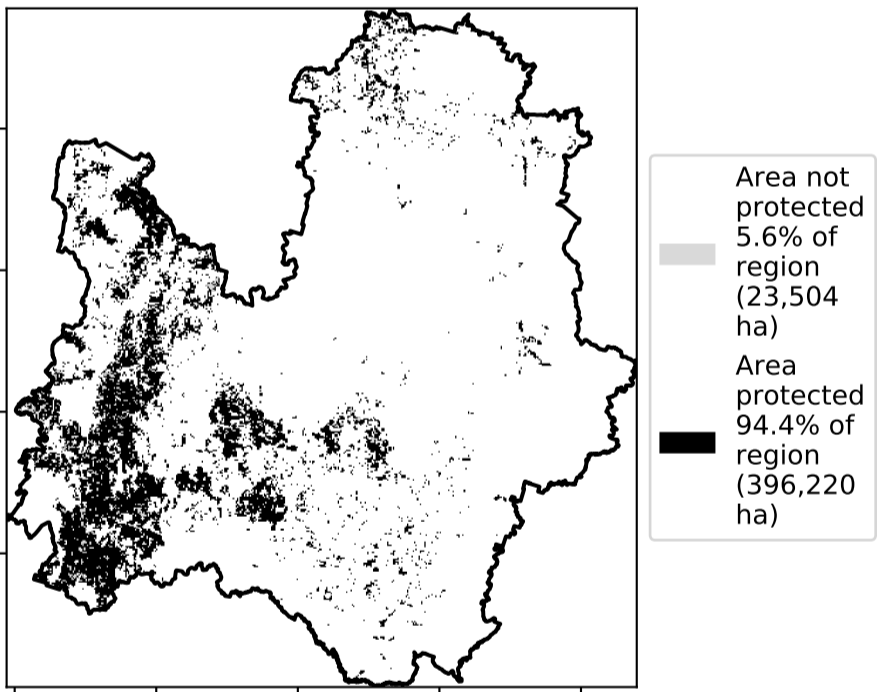 Area not
protected
5.6% of
region
(23,504
ha)
Area
protected
94.4% of
region
(396,220
ha)